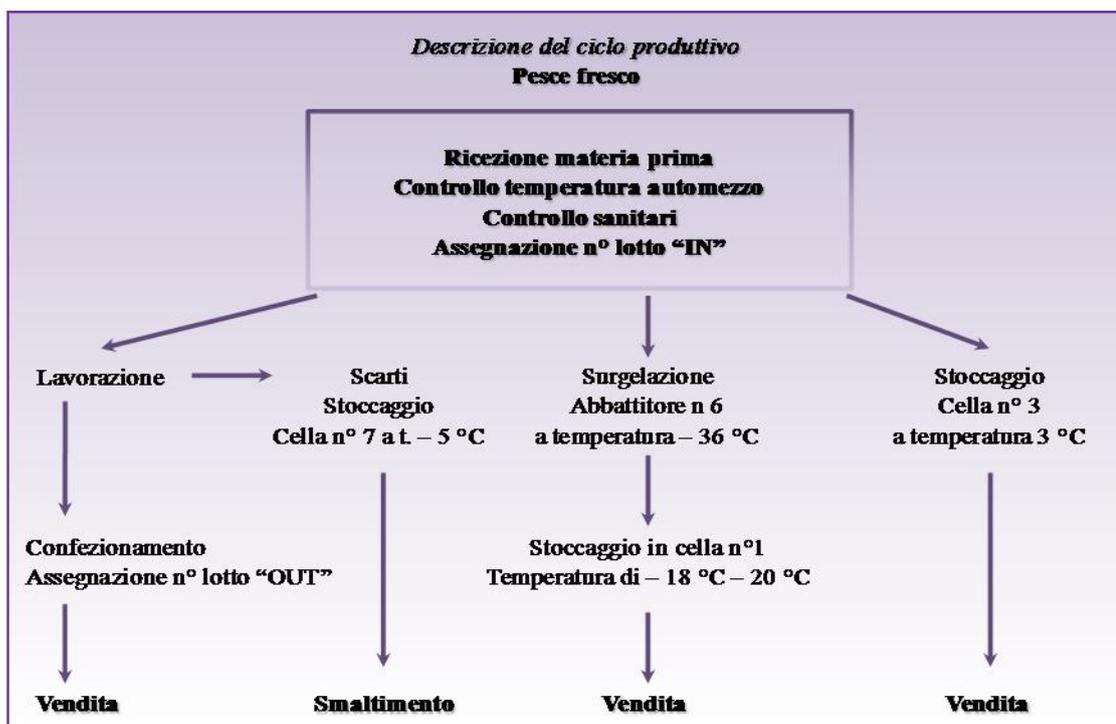 Descrizione del ciclo produttivo
Pesce fresco
Ricezione materia prima
Controllo temperatura automezzo
Controllo sanitari
Assegnazione n° lotto “IN”
Lavorazione
Scarti
Stoccaggio
Cella n° 7 a t. – 5 °C
Surgelazione
Abbattitore n 6
a temperatura – 36 °C
Stoccaggio
Cella n° 3
a temperatura 3 °C
Confezionamento
Assegnazione n° lotto “OUT”
Stoccaggio in cella n°1
Temperatura di – 18 °C – 20 °C
Vendita
Smaltimento
Vendita
Vendita